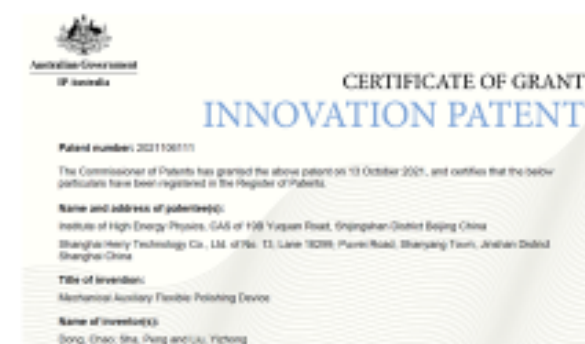 Australian Government
IP Australia
CERTIFICATE OF GRANT
INNOVATION PATENT
Patent number: 2021106111
The Commissioner of Patents has granted the above patent on 13 October 2021, and certifies that the below
particulars have been registered in the Register of Patents.
Name and address of patentee(s):
Institute of High Energy Physics, CAS of 19B Yuquan Road, Shijingshan District Beijing China
Shanghai Herry Technology Co., Ltd. of No. 13, Lane 18299, Puwei Road, Shanyang Town, Jinshan District
Shanghai China
Title of invention:
Mechanical Auxiliary Flexible Polishing Device
Name of inventor(s):
Dong, Chao; Sha, Peng and Liu, Yizhong